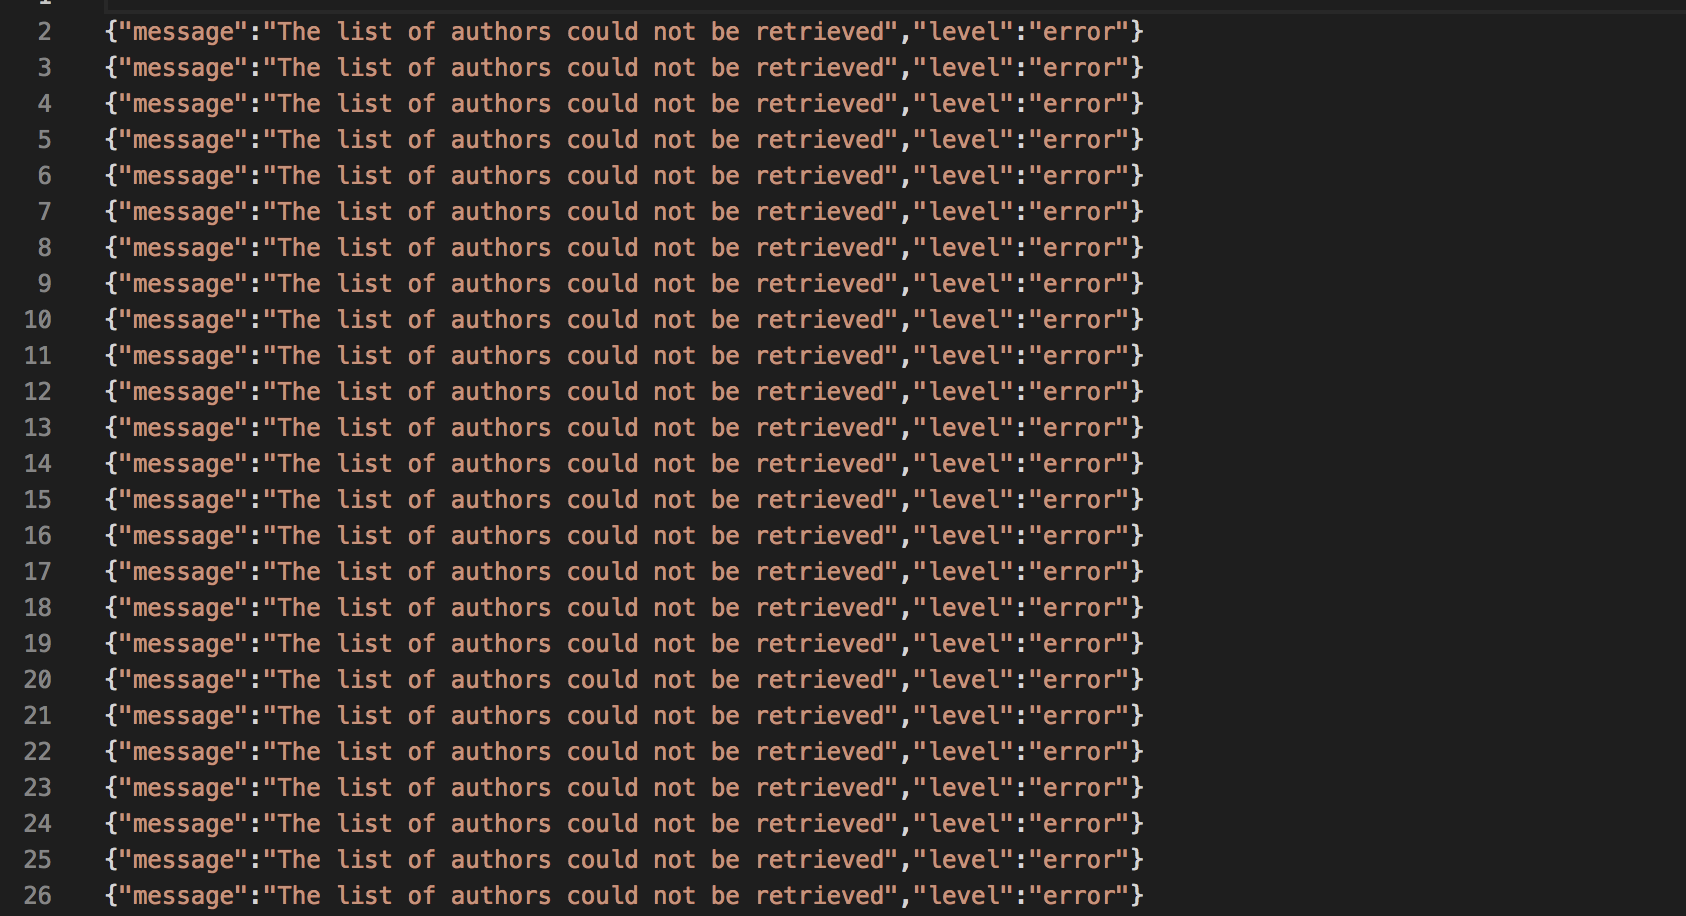 1
2 {"message":"The list of authors could not be retrieved","level":"error"}
3 {"message":"The list of authors could not be retrieved","level":"error"}
4 {"message":"The list of authors could not be retrieved","level":"error"}
5 {"message":"The list of authors could not be retrieved","level":"error"}
6 {"message":"The list of authors could not be retrieved","level":"error"}
7 {"message":"The list of authors could not be retrieved","level":"error"}
8 {"message":"The list of authors could not be retrieved","level":"error"}
9 {"message":"The list of authors could not be retrieved","level":"error"}
10 {"message":"The list of authors could not be retrieved","level":"error"}
11 {"message":"The list of authors could not be retrieved","level":"error"}
12 {"message":"The list of authors could not be retrieved","level":"error"}
13 {"message":"The list of authors could not be retrieved","level":"error"}
14 {"message":"The list of authors could not be retrieved","level":"error"}
15 {"message":"The list of authors could not be retrieved","level":"error"}
16 {"message":"The list of authors could not be retrieved","level":"error"}
17 {"message":"The list of authors could not be retrieved","level":"error"}
18 {"message":"The list of authors could not be retrieved","level":"error"}
19 {"message":"The list of authors could not be retrieved","level":"error"}
20 {"message":"The list of authors could not be retrieved","level":"error"}
21 {"message":"The list of authors could not be retrieved","level":"error"}
22 {"message":"The list of authors could not be retrieved","level":"error"}
23 {"message":"The list of authors could not be retrieved","level":"error"}
24 {"message":"The list of authors could not be retrieved","level":"error"}
25 {"message":"The list of authors could not be retrieved","level":"error"}
26 {"message":"The list of authors could not be retrieved","level":"error"}